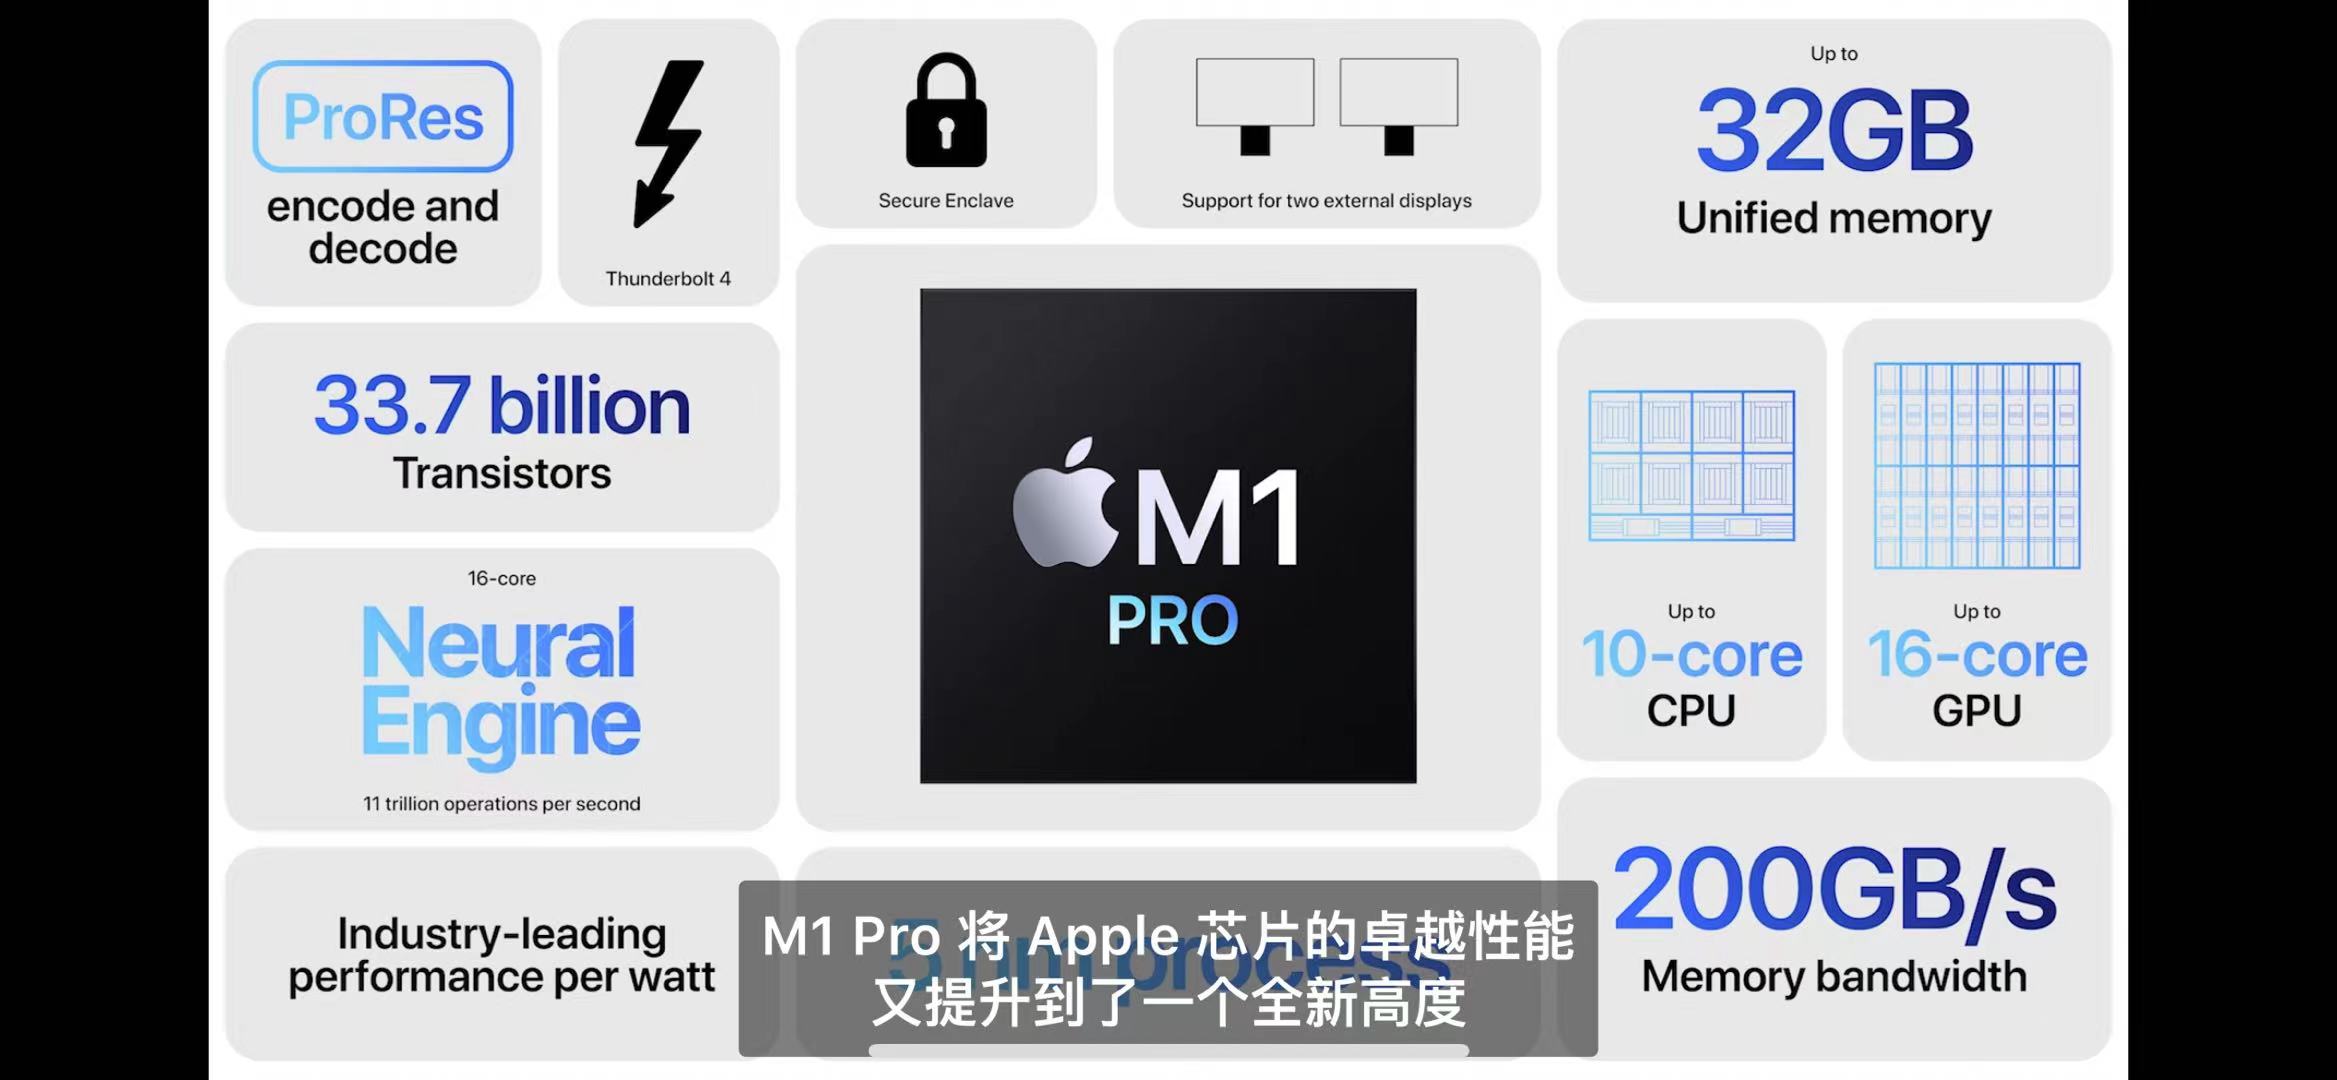 ProRes
encode and
decode
Thunderbolt 4
Secure Enclave
Support for two external displays
Up to
32GB
Unified memory
33.7 billion
Transistors
M1
PRO
Up to
10-core
CPU
Up to
16-core
GPU
16-core
Neural
Engine
11 trillion operations per second
Industry-leading
performance per watt
5 nm process
200GB/s
Memory bandwidth
M1 Pro 将 Apple 芯片的卓越性能
又提升到了一个全新高度